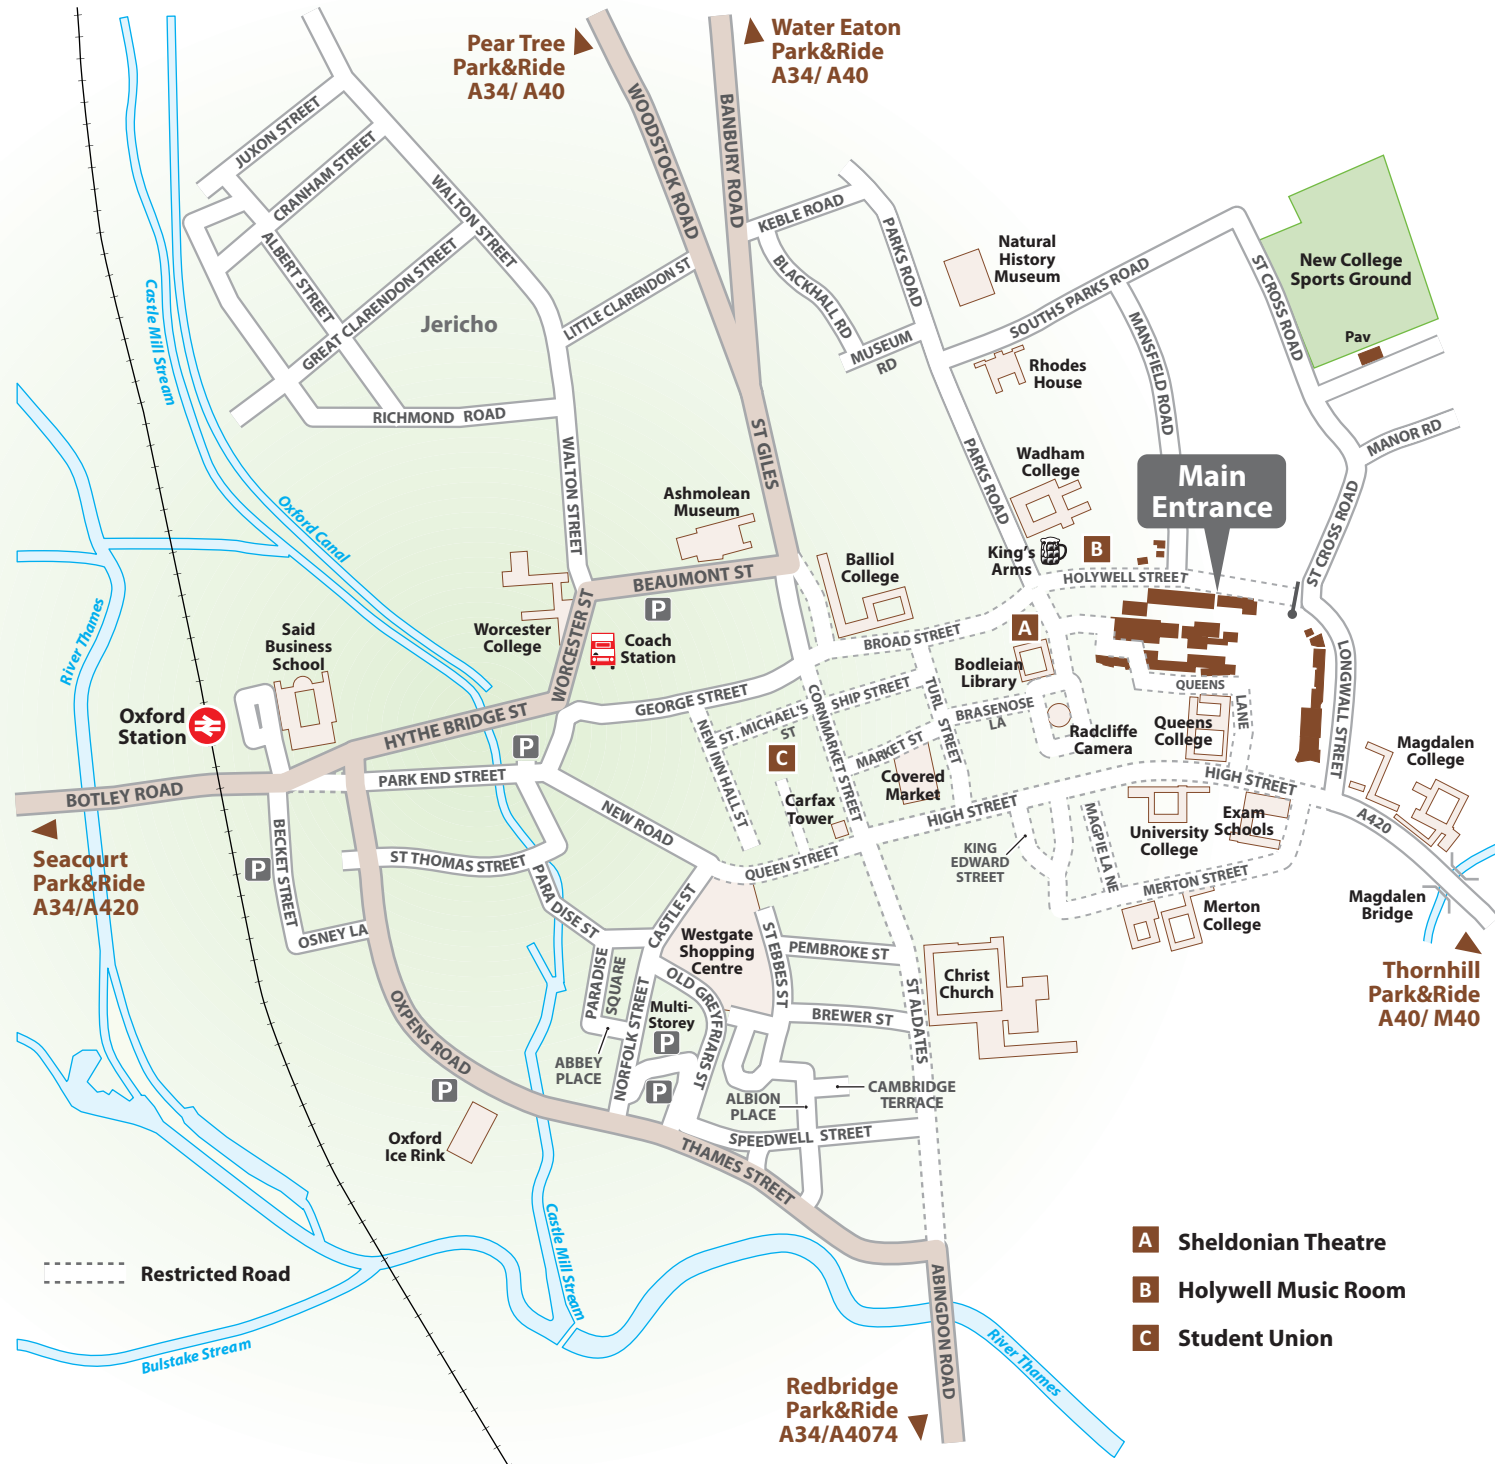 Pear Tree
Park&Ride
A34/ A40
Water Eaton
Park&Ride
A34/ A40
WOODSTOCK ROAD
BANBURY ROAD
JUXON STREET
CRANHAM STREET
WALTON STREET
ALBERT STREET
GREAT CLARENDON STREET
Jericho
LITTLE CLARENDON ST
RICHMOND ROAD
WALTON STREET
KEBLE ROAD
BLACKHALL RD
PARKS ROAD
MUSEUM
RD
Natural
History
Museum
SOUTHS PARKS ROAD
ST CROSS ROAD
New College
Sports Ground
Pav
MANSFIELD ROAD
Rhodes
House
MANOR RD
PARKS ROAD
ST GILES
Castle Mill Stream
Oxford Canal
River Thames
Wadham
College
Main
Entrance
ST CROSS ROAD
Ashmolean
Museum
BEAUMONT ST
P
Balliol
College
King's
Arms
B
HOLYWELL STREET
Worcester
College
WORCESTER ST
Coach
Station
Said
Business
School
A
BROAD STREET
Bodleian
Library
LONGWALL STREET
QUEENS
LANE
Oxford
Station
HYTHE BRIDGE ST
GEORGE STREET
NEW INN HALL ST
ST. MICHAEL'S
ST
SHIP STREET
CORNMARKET STREET
TURL STREET
BRASENOSE
LA
Radcliffe
Camera
Queens
College
Magdalen
College
P
C
MARKET ST
Covered
Market
BOTLEY ROAD
PARK END STREET
NEW ROAD
Carfax
Tower
HIGH STREET
HIGH STREET
A420
University
College
Exam
Schools
MAGPIE LA NE
KING
EDWARD
STREET
Seacourt
Park&Ride
A34/A420
BECKET STREET
P
ST THOMAS STREET
QUEEN STREET
MERTON STREET
Merton
College
Magdalen
Bridge
PARADISE ST
CASTLE ST
OSNEY LA
Westgate
Shopping
Centre
ST EBBES ST
PEMBROKE ST
Christ
Church
Thornhill
Park&Ride
A40/ M40
PARADISE
SQUARE
OLD GREYFRIARS ST
Multi-
Storey
P
BREWER ST
ST ALDATES
OXPENS ROAD
NORFOLK STREET
ABBEY
PLACE
P
P
ALBION
PLACE
CAMBRIDGE
TERRACE
Oxford
Ice Rink
SPEEDWELL STREET
THAMES STREET
Castle Mill Stream
Restricted Road
Bulstake Stream
ABINGDON ROAD
River Thames
Redbridge
Park&Ride
A34/A4074
A Sheldonian Theatre
B Holywell Music Room
C Student Union